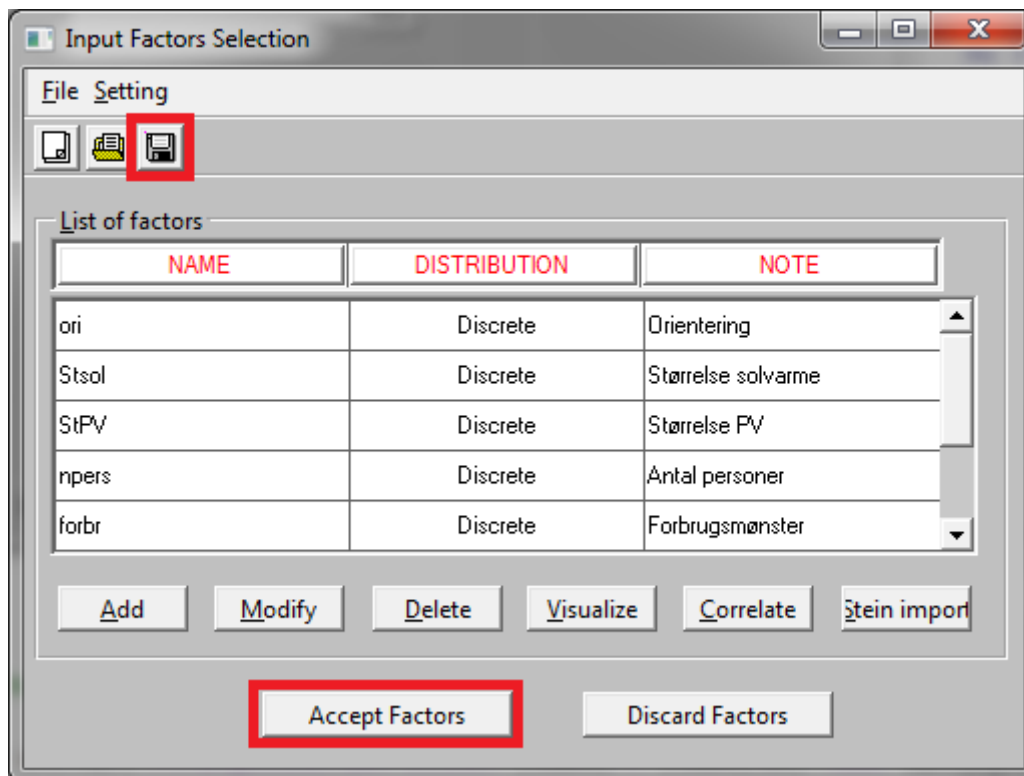 Input Factors Selection
File Setting
List of factors
NAME DISTRIBUTION NOTE
ori Discrete Orientering
Stsol Discrete Størrelse solvarme
StPV Discrete Størrelse PV
npers Discrete Antal personer
forbr Discrete Forbrugsmønster
Add Modify Delete Visualize Correlate Stein import
Accept Factors Discard Factors